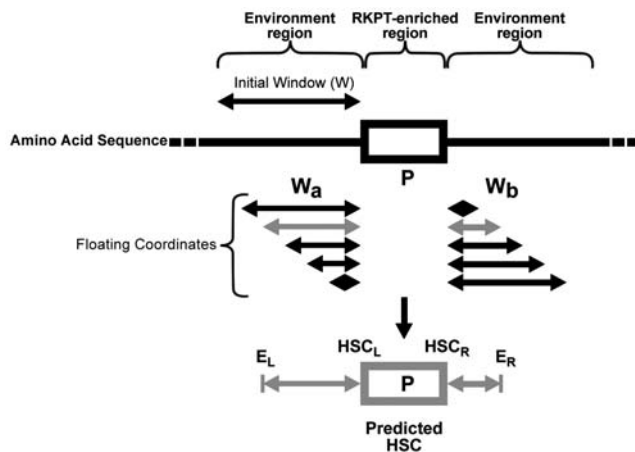 Environment region
RKPT-enriched region
Environment region
Initial Window (W)
Amino Acid Sequence
P
Wa
Wb
Floating Coordinates
EL
HSCL
HSCR
ER
P
Predicted
HSC